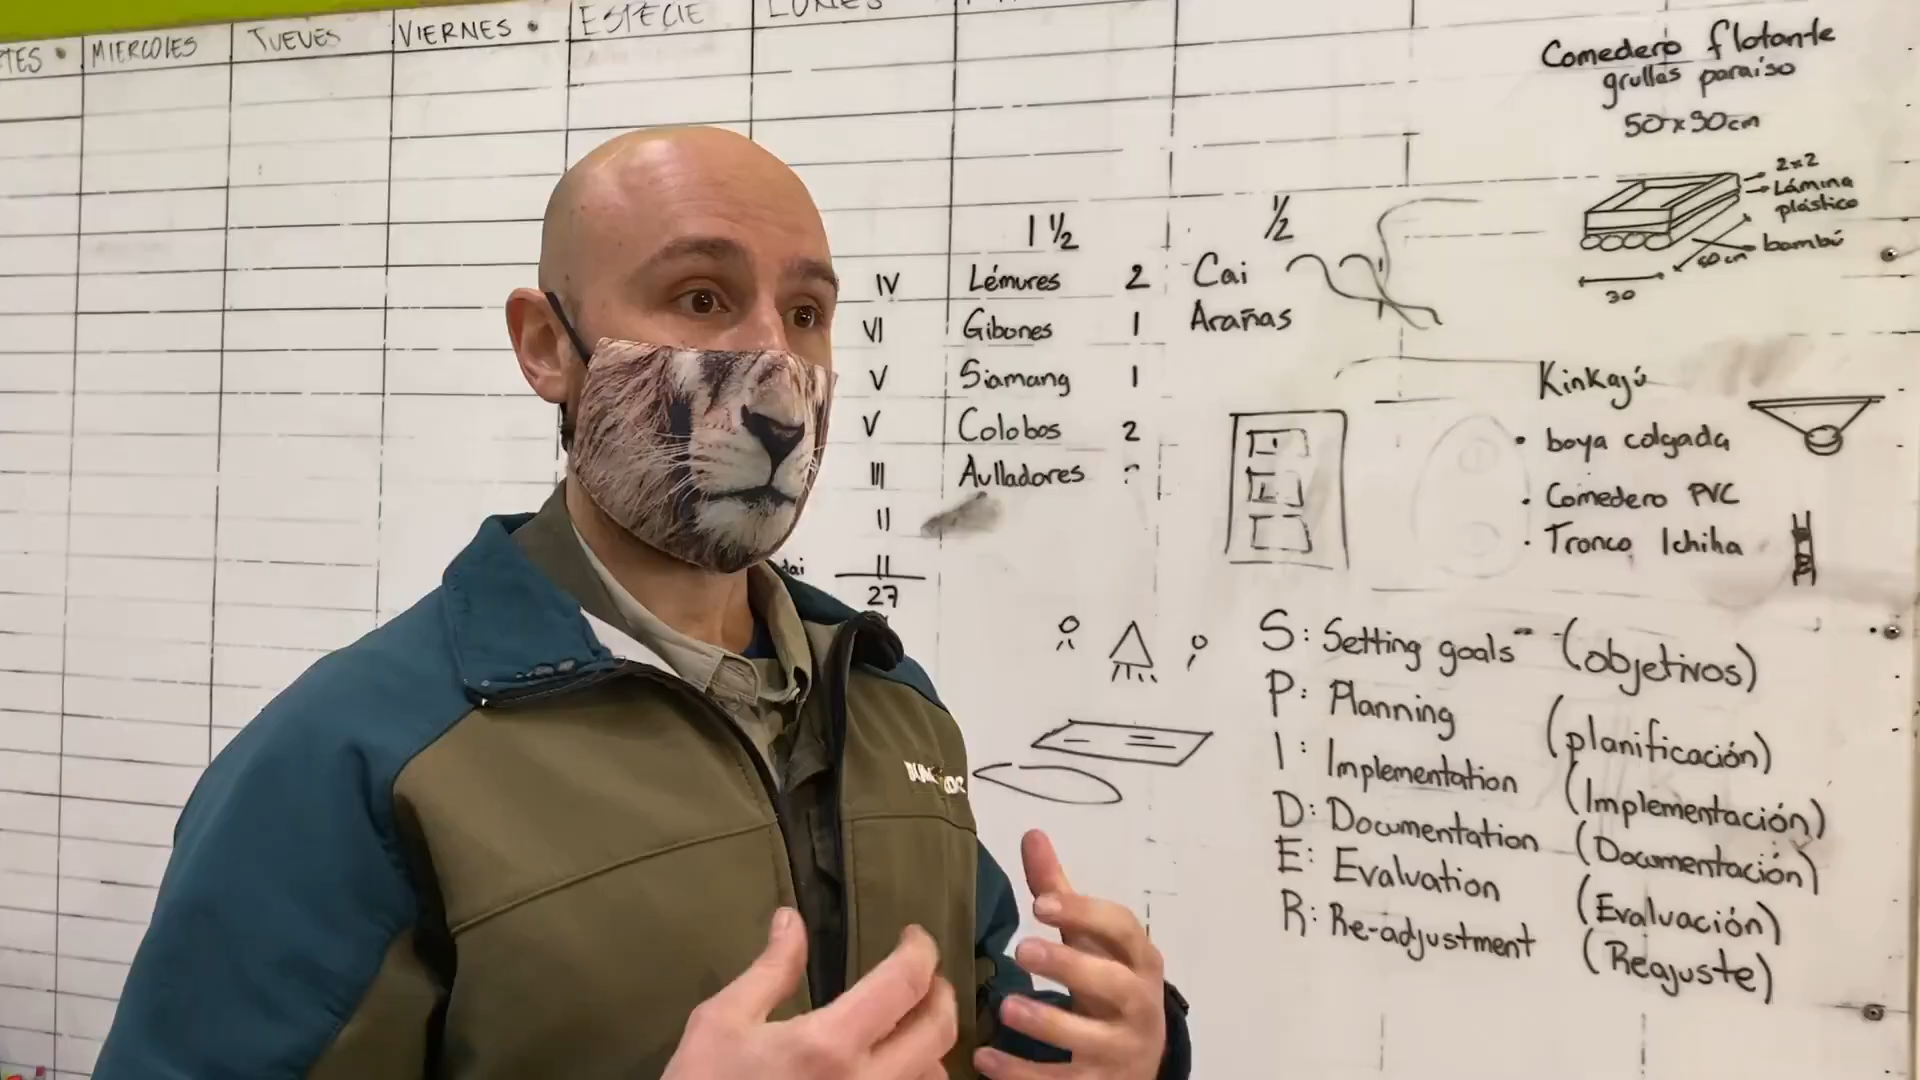 MIERCOLES
JUEVES
VIERNES •
ESPECIE
LUNES
1 ½
IV Lémures 2
VI Gibones 1
V Siamang 1
V Colobos 2
III Aulladores
II
II
27
½
Cai
Arañas
Comedero flotante
grullas paraíso
50x30cm
2x2
Lámina
plástico
bambú
50cm
30
Kinkajú
• boya colgada
• Comedero PVC
• Tronco Ichiha
S: Setting goals (objetivos)
P: Planning (planificación)
I: Implementation (Implementación)
D: Documentation (Documentación)
E: Evaluation (Evaluación)
R: Re-adjustment (Reajuste)